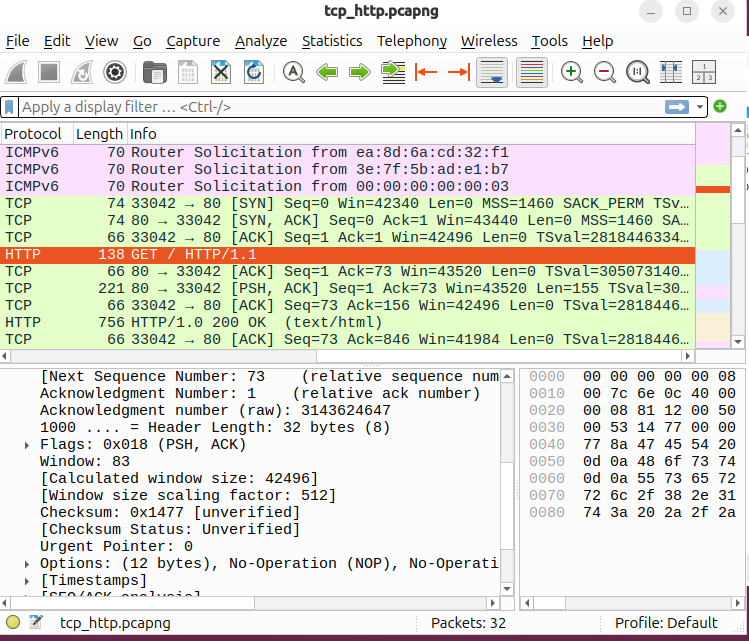 tcp_http.pcapng
File Edit View Go Capture Analyze Statistics Telephony Wireless Tools Help
Apply a display filter ... <Ctrl-/>
Protocol Length Info
ICMPv6 70 Router Solicitation from ea:8d:6a:cd:32:f1
ICMPv6 70 Router Solicitation from 3e:7f:5b:ad:e1:b7
ICMPv6 70 Router Solicitation from 00:00:00:00:00:03
TCP 74 33042 → 80 [SYN] Seq=0 Win=42340 Len=0 MSS=1460 SACK_PERM TSv…
TCP 74 80 → 33042 [SYN, ACK] Seq=0 Ack=1 Win=43440 Len=0 MSS=1460 SA…
TCP 66 33042 → 80 [ACK] Seq=1 Ack=1 Win=42496 Len=0 TSval=2818446334…
HTTP 138 GET / HTTP/1.1
TCP 66 80 → 33042 [ACK] Seq=1 Ack=73 Win=43520 Len=0 TSval=305073140…
TCP 221 80 → 33042 [PSH, ACK] Seq=1 Ack=73 Win=43520 Len=155 TSval=30…
TCP 66 33042 → 80 [ACK] Seq=73 Ack=156 Win=42496 Len=0 TSval=2818446…
HTTP 756 HTTP/1.0 200 OK (text/html)
TCP 66 33042 → 80 [ACK] Seq=73 Ack=846 Win=41984 Len=0 TSval=2818446…
[Next Sequence Number: 73 (relative sequence num
Acknowledgment Number: 1 (relative ack number)
Acknowledgment number (raw): 3143624647
1000 .... = Header Length: 32 bytes (8)
Flags: 0x018 (PSH, ACK)
Window: 83
[Calculated window size: 42496]
[Window size scaling factor: 512]
Checksum: 0x1477 [unverified]
[Checksum Status: Unverified]
Urgent Pointer: 0
Options: (12 bytes), No-Operation (NOP), No-Operati
[Timestamps]
[SEQ/ACK analysis]
0000 00 00 00 00 00 08
0010 00 7c 6e 0c 40 00
0020 00 08 81 12 00 50
0030 00 53 14 77 00 00
0040 77 8a 47 45 54 20
0050 0d 0a 48 6f 73 74
0060 0d 0a 55 73 65 72
0070 72 6c 2f 38 2e 31
0080 74 3a 20 2a 2f 2a
tcp_http.pcapng Packets: 32 Profile: Default